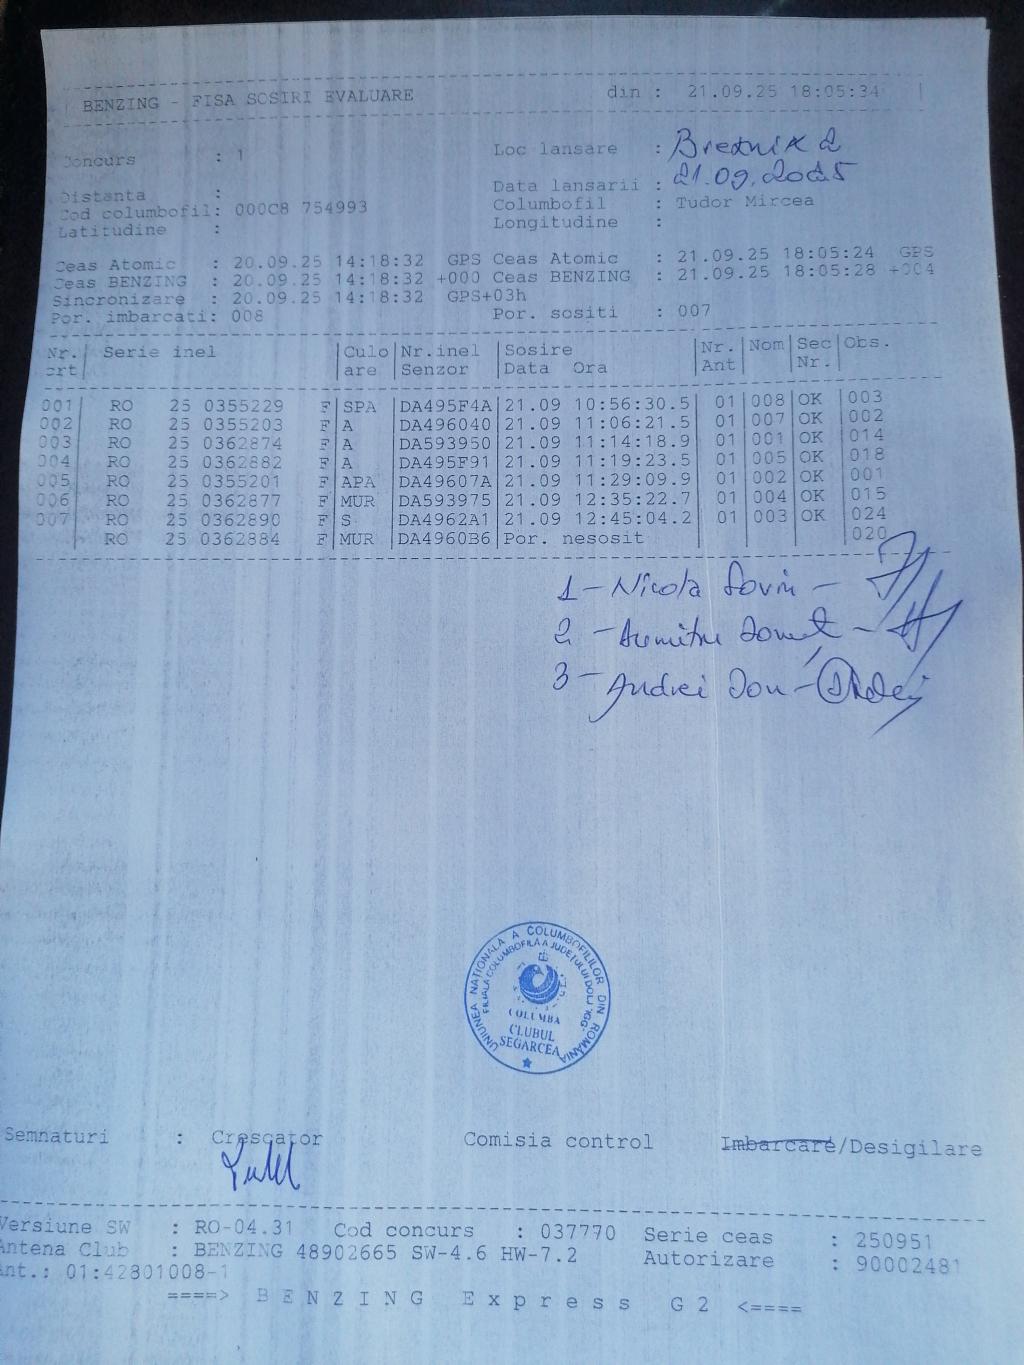 BENZING - FISA SOSIRI EVALUARE din : 21.09.25 18:05:34
Concurs : 1 Loc lansare : Breznik 2
Distanta : Data lansarii : 21.09.2025
Cod columbofil: 000C8 754993 Columbofil : Tudor Mircea
Latitudine : Longitudine :
Ceas Atomic : 20.09.25 14:18:32 GPS Ceas Atomic : 21.09.25 18:05:24 GPS
Ceas BENZING : 20.09.25 14:18:32 +000 Ceas BENZING : 21.09.25 18:05:28 +004
Sincronizare : 20.09.25 14:18:32 GPS+03h
Por. imbarcati: 008 Por. sositi : 007
Nr. Serie inel Culo Nr.inel Sosire Nr. Nom Sec Obs.
crt are Senzor Data Ora Ant Nr.
001 RO 25 0355229 F SPA DA495F4A 21.09 10:56:30.5 01 008 OK 003
002 RO 25 0355203 F A DA496040 21.09 11:06:21.5 01 007 OK 002
003 RO 25 0362874 F A DA593950 21.09 11:14:18.9 01 001 OK 014
004 RO 25 0362882 F A DA495F91 21.09 11:19:23.5 01 005 OK 018
005 RO 25 0355201 F APA DA49607A 21.09 11:29:09.9 01 002 OK 001
006 RO 25 0362877 F MUR DA593975 21.09 12:35:22.7 01 004 OK 015
007 RO 25 0362890 F S DA4962A1 21.09 12:45:04.2 01 003 OK 024
RO 25 0362884 F MUR DA4960B6 Por. nesosit 020
1 - Nicola Sorin -
2 - Dumitru Ionut -
3 - Andrei Ion -
UNIUNEA NATIONALA A COLUMBOFILILOR DIN ROMANIA
FILIALA COLUMBOFILA A JUDETULUI DOLJ
COLUMBA
CLUBUL
SEGARCEA
Semnaturi : Crescator Comisia control Imbarcare/Desigilare
Versiune SW : RO-04.31 Cod concurs : 037770 Serie ceas : 250951
Antena Club : BENZING 48902665 SW-4.6 HW-7.2 Autorizare : 90002481
Ant.: 01:42801008-1
====> B E N Z I N G E x p r e s s G 2 <====